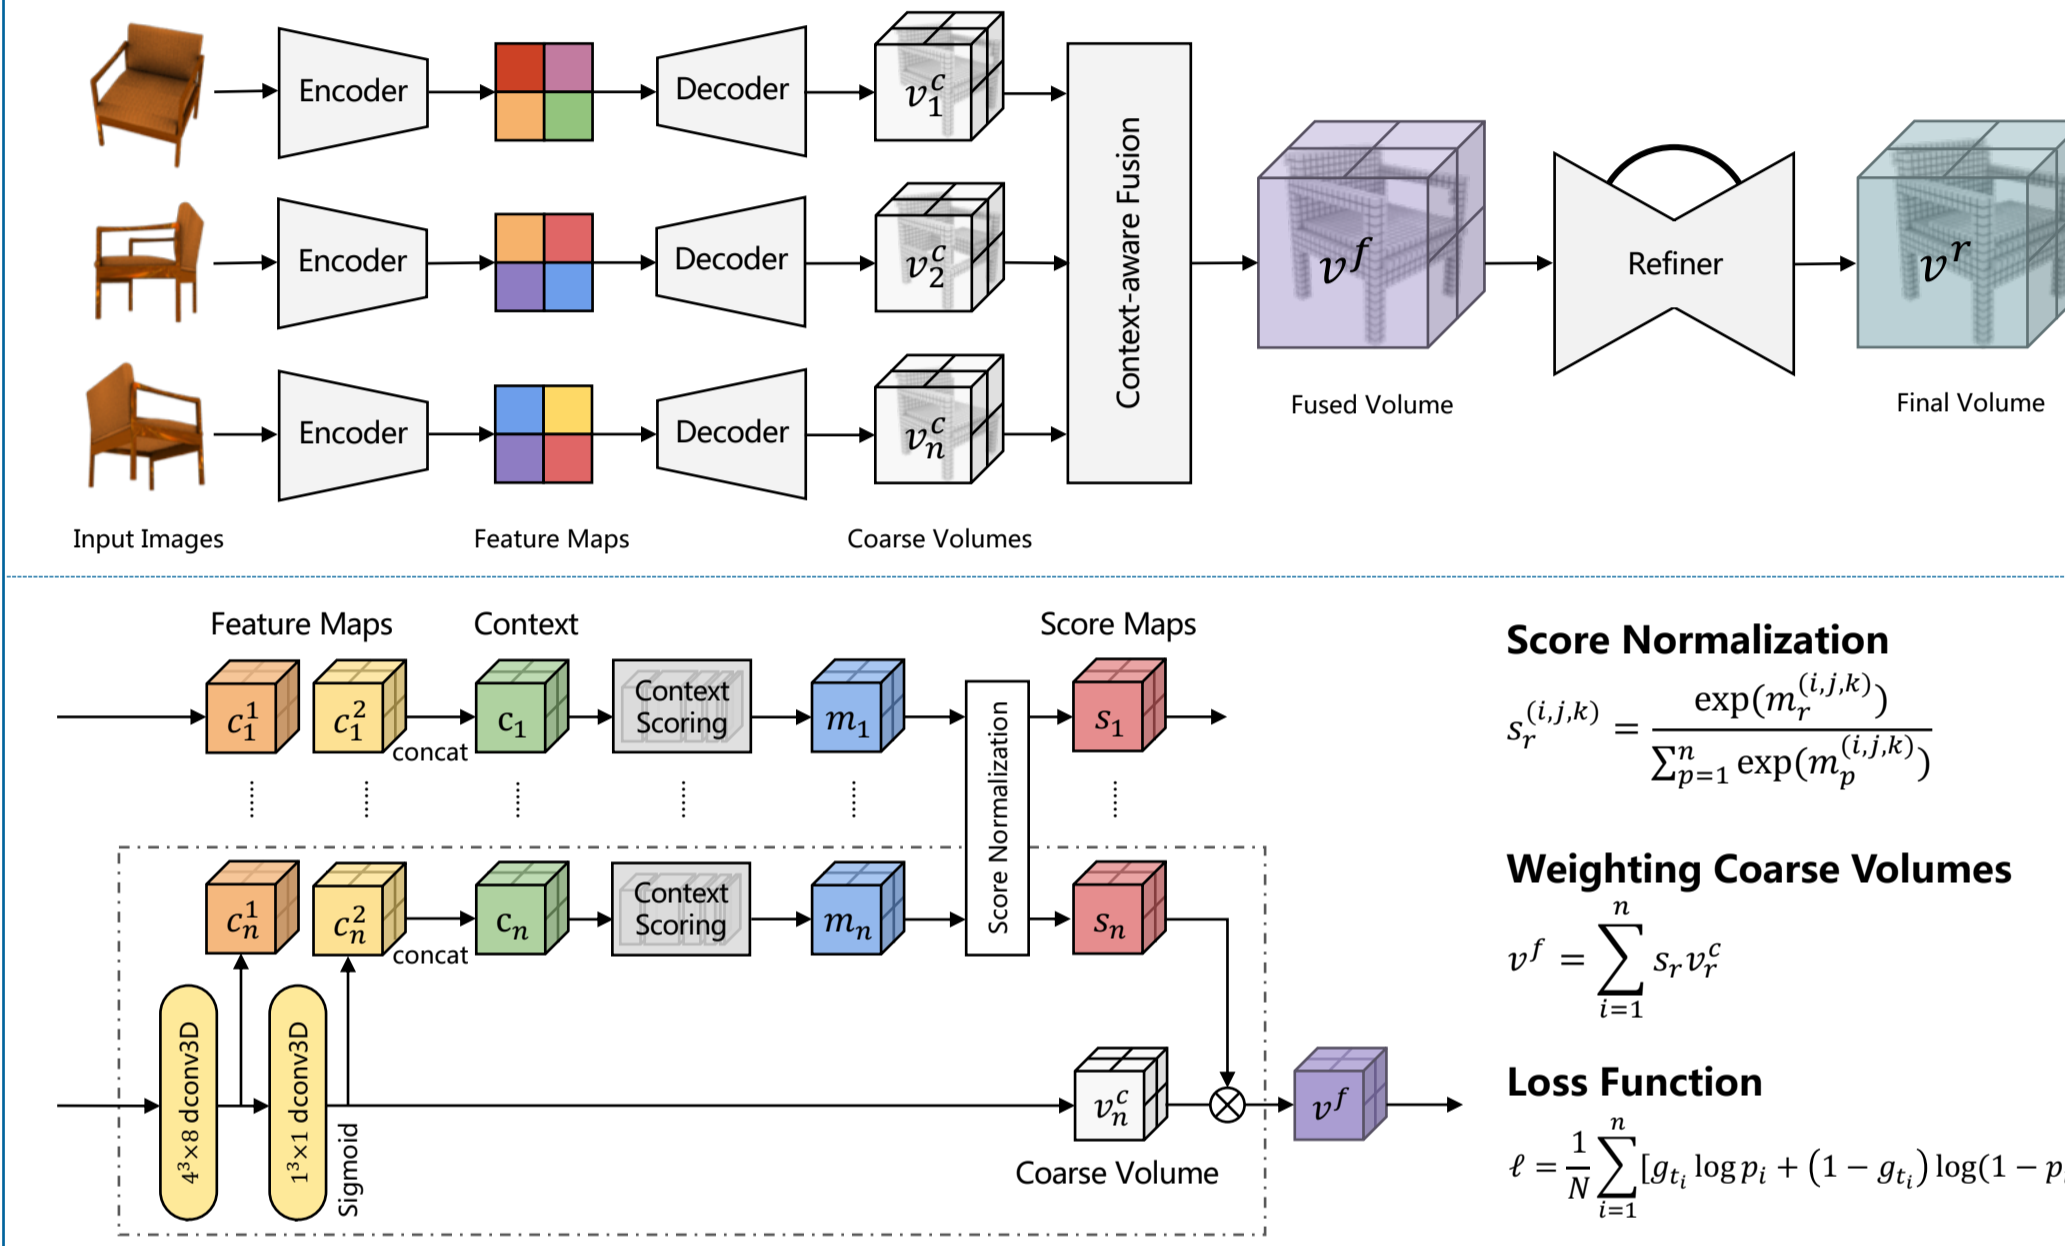 Encoder
Decoder
v_1^c
Encoder
Decoder
v_2^c
Encoder
Decoder
v_n^c
Context-aware Fusion
v^f
Refiner
v^r
Fused Volume
Final Volume
Input Images
Feature Maps
Coarse Volumes
Feature Maps
Context
Score Maps
c_1^1
c_1^2
concat
c_1
Context
Scoring
m_1
Score Normalization
s_1
c_n^1
c_n^2
concat
c_n
Context
Scoring
m_n
s_n
4^3×8 dconv3D
1^3×1 dconv3D
Sigmoid
v_n^c
v^f
Coarse Volume
Score Normalization
s_r^{(i,j,k)} = \frac{exp(m_r^{(i,j,k)})}{∑_{p=1}^n exp(m_p^{(i,j,k)})}
Weighting Coarse Volumes
v^f = ∑_{i=1}^n s_r v_r^c
Loss Function
ℓ = \frac{1}{N} ∑_{i=1}^n [g_{t_i} log p_i + (1 − g_{t_i}) log(1 − p